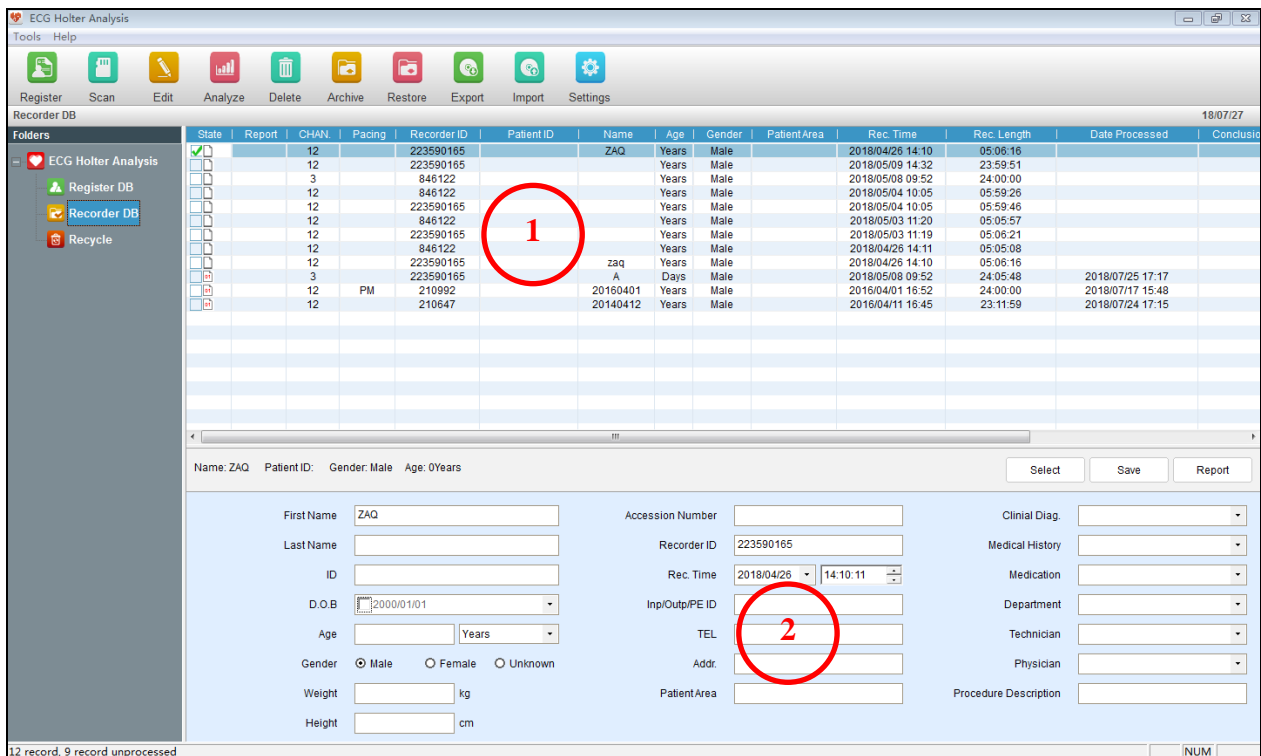 ECG Holter Analysis
Tools Help
Register Scan Edit Analyze Delete Archive Restore Export Import Settings
Recorder DB 18/07/27
Folders
ECG Holter Analysis
Register DB
Recorder DB
Recycle
State Report CHAN. Pacing Recorder ID Patient ID Name Age Gender Patient Area Rec. Time Rec. Length Date Processed Conclusio
12 223590165 ZAQ Years Male 2018/04/26 14:10 05:06:16
12 223590165 Years Male 2018/05/09 14:32 23:59:51
3 846122 Years Male 2018/05/08 09:52 24:00:00
12 846122 Years Male 2018/05/04 10:05 05:59:26
12 223590165 Years Male 2018/05/04 10:05 05:59:46
12 846122 Years Male 2018/05/03 11:20 05:05:57
12 223590165 Years Male 2018/05/03 11:19 05:06:21
12 846122 Years Male 2018/04/26 14:11 05:05:08
12 223590165 zaq Years Male 2018/04/26 14:10 05:06:16
3 223590165 A Days Male 2018/05/08 09:52 24:05:48 2018/07/25 17:17
12 PM 210992 20160401 Years Male 2016/04/01 16:52 24:00:00 2018/07/17 15:48
12 210647 20140412 Years Male 2016/04/11 16:45 23:11:59 2018/07/24 17:15
1
Name: ZAQ Patient ID: Gender: Male Age: 0Years Select Save Report
First Name ZAQ Accession Number Clinial Diag.
Last Name Recorder ID 223590165 Medical History
ID Rec. Time 2018/04/26 14:10:11 Medication
D.O.B 2000/01/01 Inp/Outp/PE ID Department
Age Years TEL 2 Technician
Gender Male Female Unknown Addr. Physician
Weight kg Patient Area Procedure Description
Height cm
12 record, 9 record unprocessed NUM